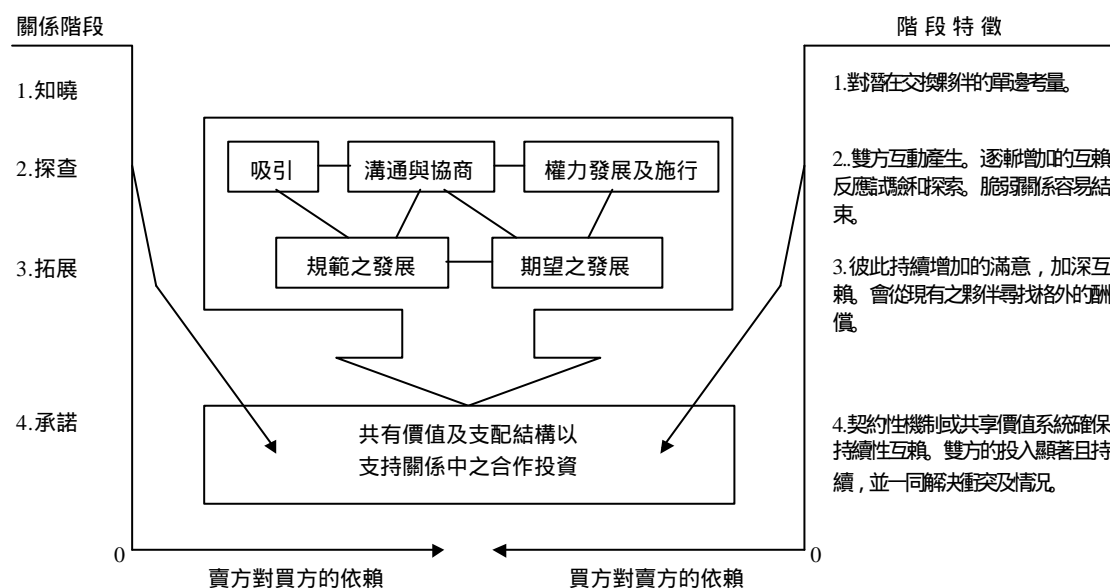 關係階段
階 段 特 徵
1.知曉
1.對潛在交換夥伴的單邊考量。
2.探查
吸引
溝通與協商
權力發展及施行
2..雙方互動產生。逐漸增加的互賴
反應試驗和探索。脆弱關係容易結
束。
規範之發展
期望之發展
3.拓展
3.彼此持續增加的滿意，加深互
賴。會從現有之夥伴尋找格外的酬
償。
4.承諾
共有價值及支配結構以
支持關係中之合作投資
4.契約性機制或共享價值系統確保
持續性互賴。雙方的投入顯著且持
續，並一同解決衝突及情況。
0
0
賣方對買方的依賴
買方對賣方的依賴